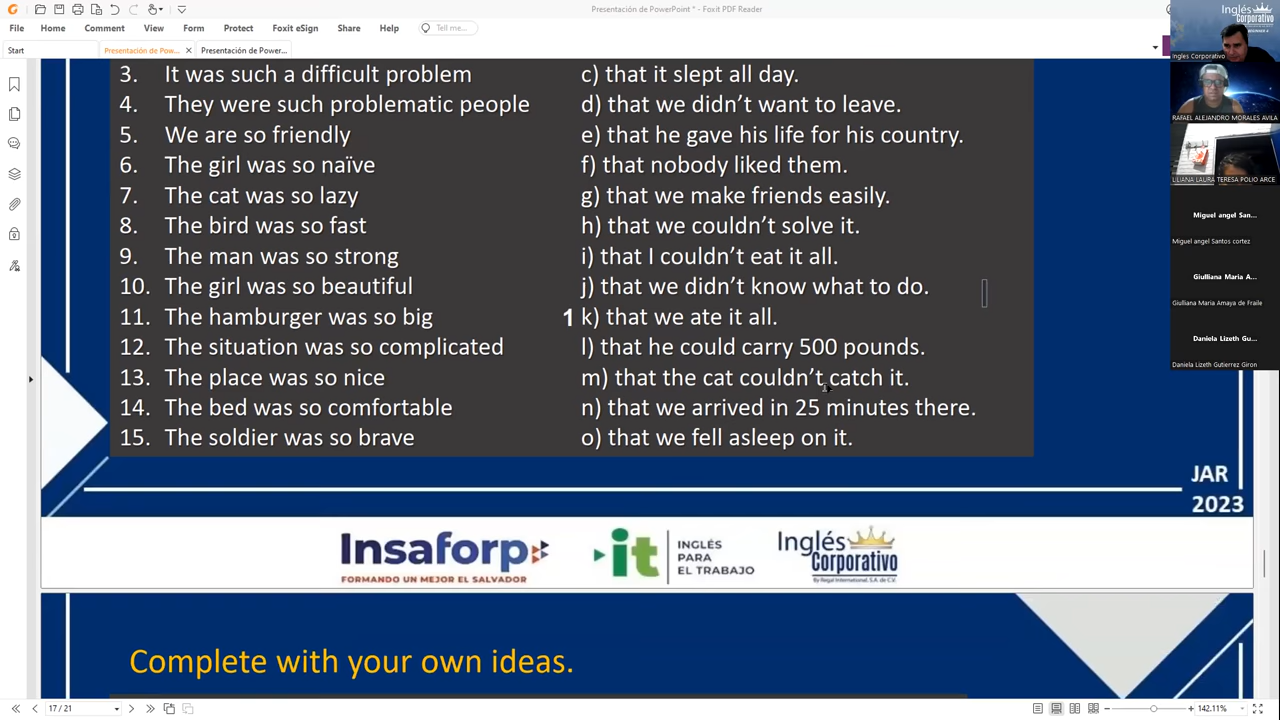 Presentación de PowerPoint * - Foxit PDF Reader
File Home Comment View Form Protect Foxit eSign Share Help Tell me...
Start Presentación de Pow... Presentación de Power...
3. It was such a difficult problem c) that it slept all day.
4. They were such problematic people d) that we didn't want to leave.
5. We are so friendly e) that he gave his life for his country.
6. The girl was so naïve f) that nobody liked them.
7. The cat was so lazy g) that we make friends easily.
8. The bird was so fast h) that we couldn't solve it.
9. The man was so strong i) that I couldn't eat it all.
10. The girl was so beautiful j) that we didn't know what to do.
11. The hamburger was so big 1 k) that we ate it all.
12. The situation was so complicated l) that he could carry 500 pounds.
13. The place was so nice m) that the cat couldn't catch it.
14. The bed was so comfortable n) that we arrived in 25 minutes there.
15. The soldier was so brave o) that we fell asleep on it.
JAR
2023
Insaforp
FORMANDO UN MEJOR EL SALVADOR
it
INGLÉS
PARA
EL TRABAJO
Inglés
Corporativo
By Regal International, S.A. de C.V.
Complete with your own ideas.
17 / 21
142.11%
Inglés
Corporativo
Ingles Corporativo
RAFAEL ALEJANDRO MORALES AVILA
LILIANA LAURA TERESA POLIO ARCE
Miguel angel San...
Miguel angel Santos cortez
Giulliana Maria A...
Giulliana Maria Amaya de Fraile
Daniela Lizeth Gu...
Daniela Lizeth Gutierrez Giron